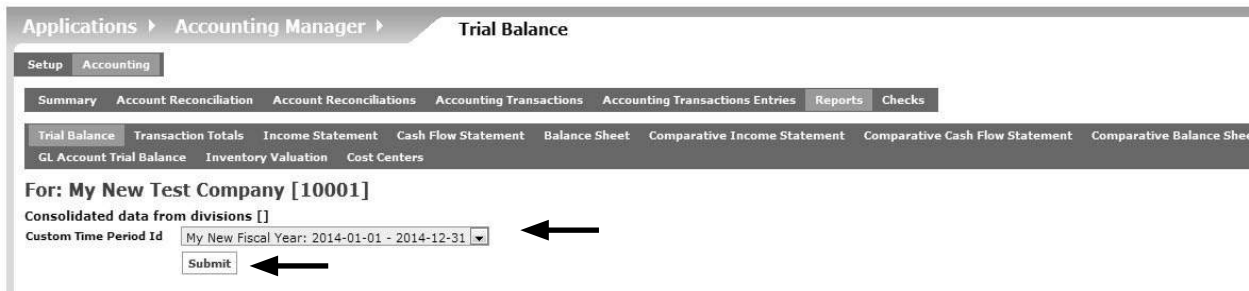 Applications Accounting Manager Trial Balance
Setup Accounting
Summary Account Reconciliation Account Reconciliations Accounting Transactions Accounting Transactions Entries Reports Checks
Trial Balance Transaction Totals Income Statement Cash Flow Statement Balance Sheet Comparative Income Statement Comparative Cash Flow Statement Comparative Balance Shee
GL Account Trial Balance Inventory Valuation Cost Centers
For: My New Test Company [10001]
Consolidated data from divisions []
Custom Time Period Id My New Fiscal Year: 2014-01-01 - 2014-12-31
Submit